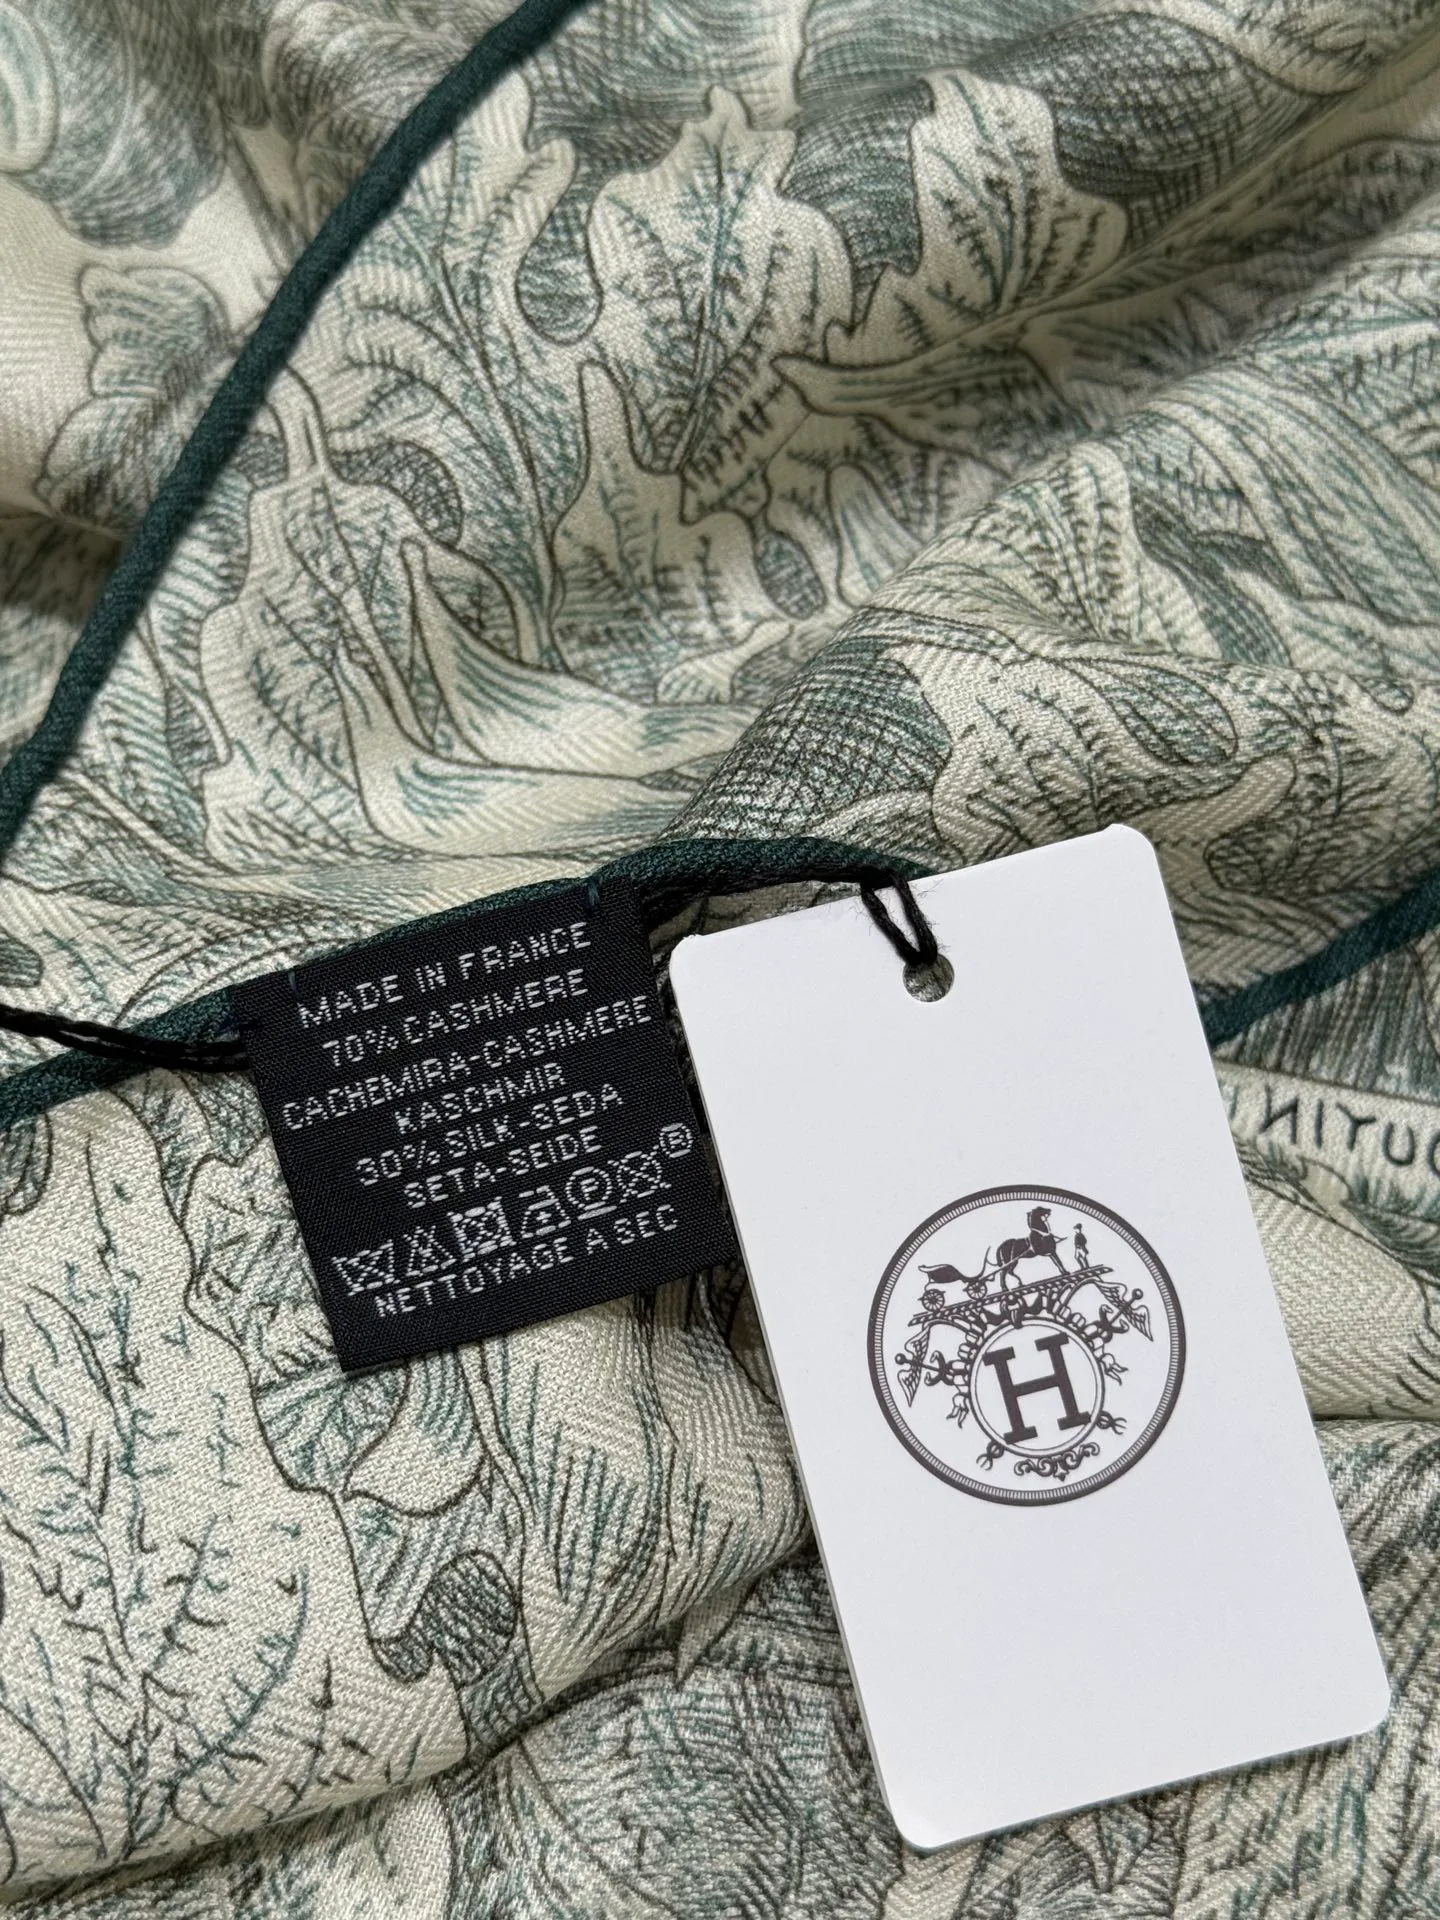 MADE IN FRANCE
70% CASHMERE
CACHEMIRA-CASHMERE
KASCHMIR
30% SILK-SEDA
SETA-SEIDE
®
NETTOYAGE A SEC
H